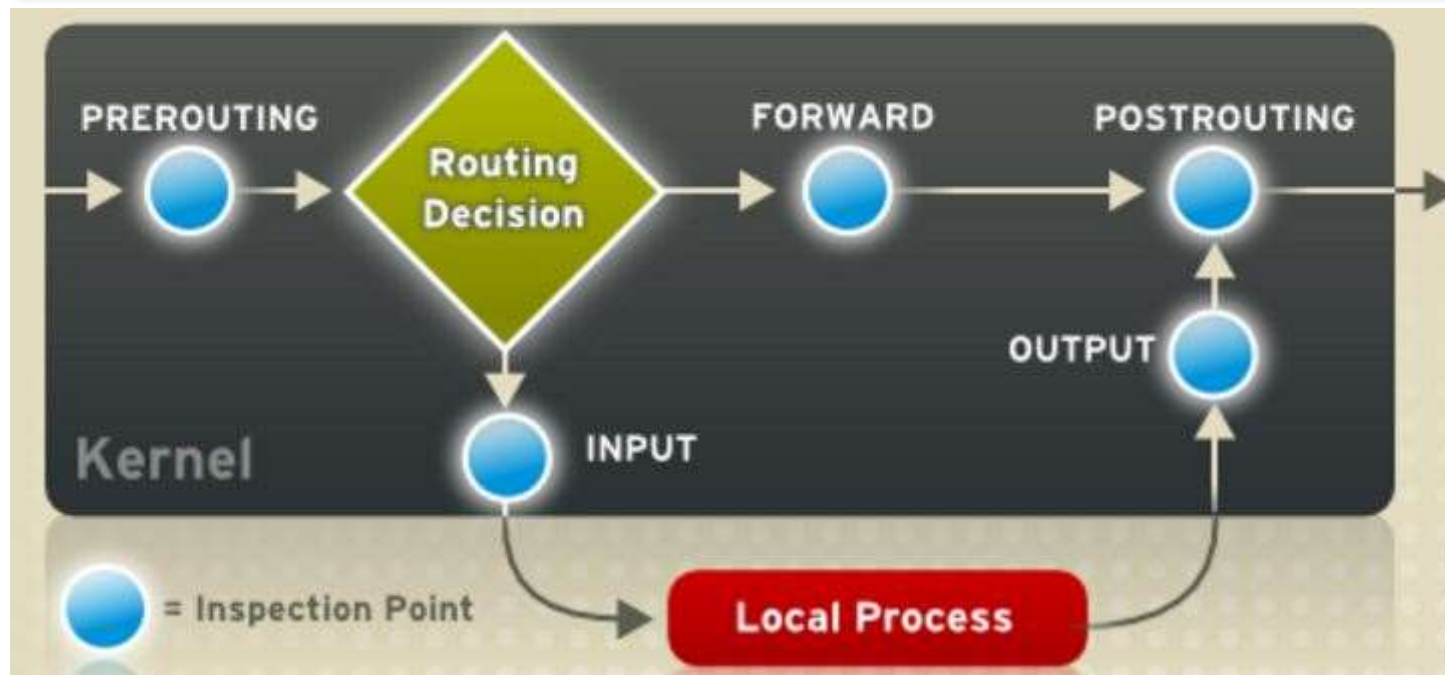 PREROUTING
Routing
Decision
FORWARD
POSTROUTING
OUTPUT
INPUT
Kernel
= Inspection Point
Local Process